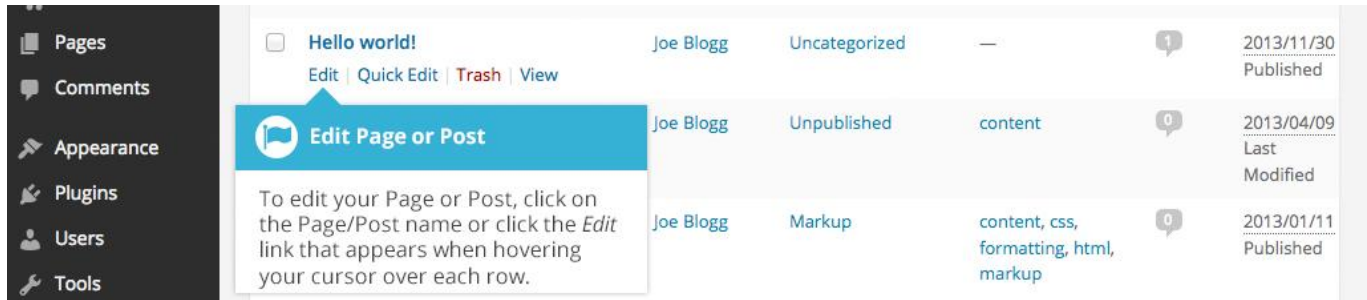 Pages
Comments
Appearance
Plugins
Users
Tools
Hello world! Joe Blogg Uncategorized — 1 2013/11/30
Edit | Quick Edit | Trash | View Published
Joe Blogg Unpublished content 0 2013/04/09
Last
Modified
Joe Blogg Markup content, css, 0 2013/01/11
formatting, html, Published
markup
Edit Page or Post
To edit your Page or Post, click on
the Page/Post name or click the Edit
link that appears when hovering
your cursor over each row.